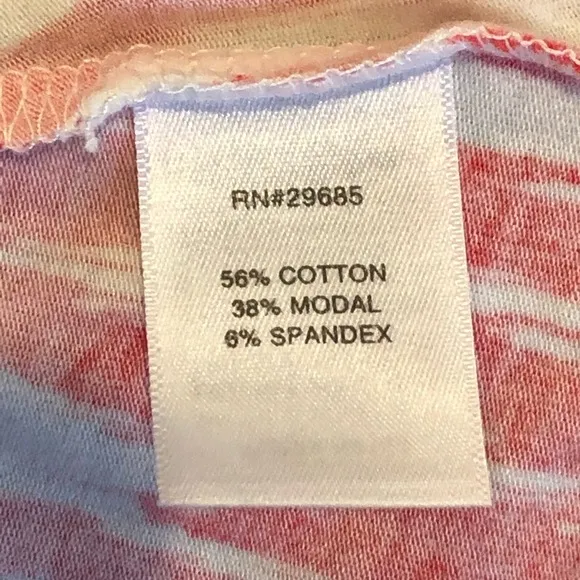 RN#29685
56% COTTON
38% MODAL
6% SPANDEX